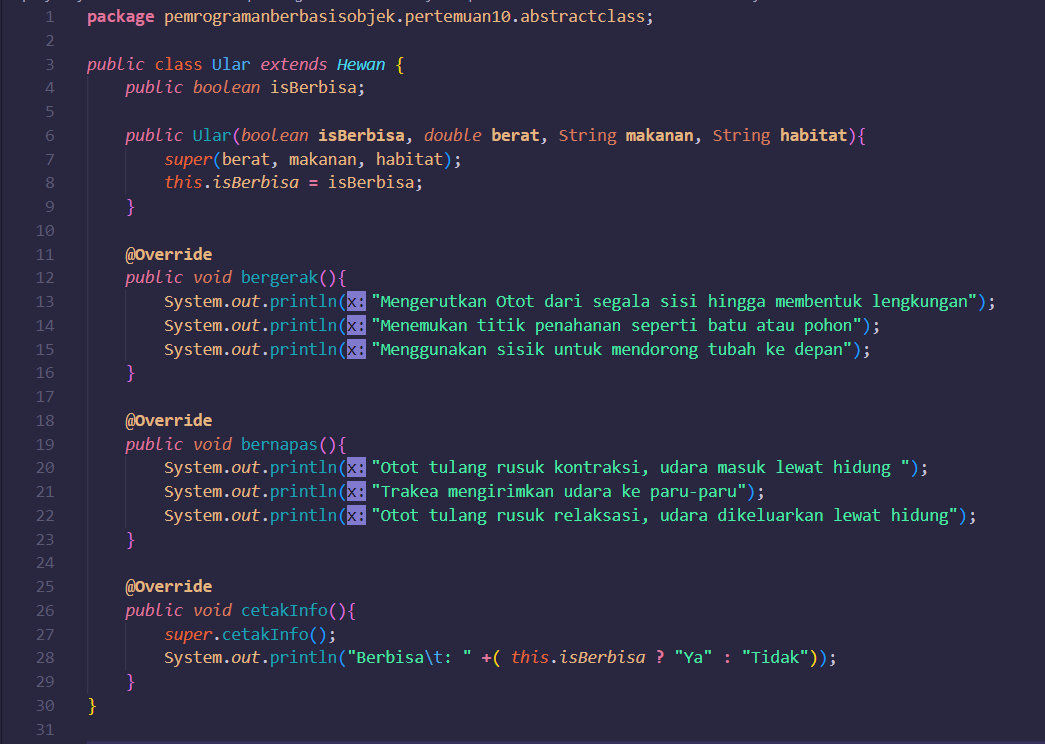 1 package pemrogramanberbasisobjek.pertemuan10.abstractclass;
2
3 public class Ular extends Hewan {
4     public boolean isBerbisa;
5
6     public Ular(boolean isBerbisa, double berat, String makanan, String habitat){
7         super(berat, makanan, habitat);
8         this.isBerbisa = isBerbisa;
9     }
10
11     @Override
12     public void bergerak(){
13         System.out.println(x: "Mengerutkan Otot dari segala sisi hingga membentuk lengkungan");
14         System.out.println(x: "Menemukan titik penahanan seperti batu atau pohon");
15         System.out.println(x: "Menggunakan sisik untuk mendorong tubah ke depan");
16     }
17
18     @Override
19     public void bernapas(){
20         System.out.println(x: "Otot tulang rusuk kontraksi, udara masuk lewat hidung ");
21         System.out.println(x: "Trakea mengirimkan udara ke paru-paru");
22         System.out.println(x: "Otot tulang rusuk relaksasi, udara dikeluarkan lewat hidung");
23     }
24
25     @Override
26     public void cetakInfo(){
27         super.cetakInfo();
28         System.out.println("Berbisa\t: " +( this.isBerbisa ? "Ya" : "Tidak"));
29     }
30 }
31